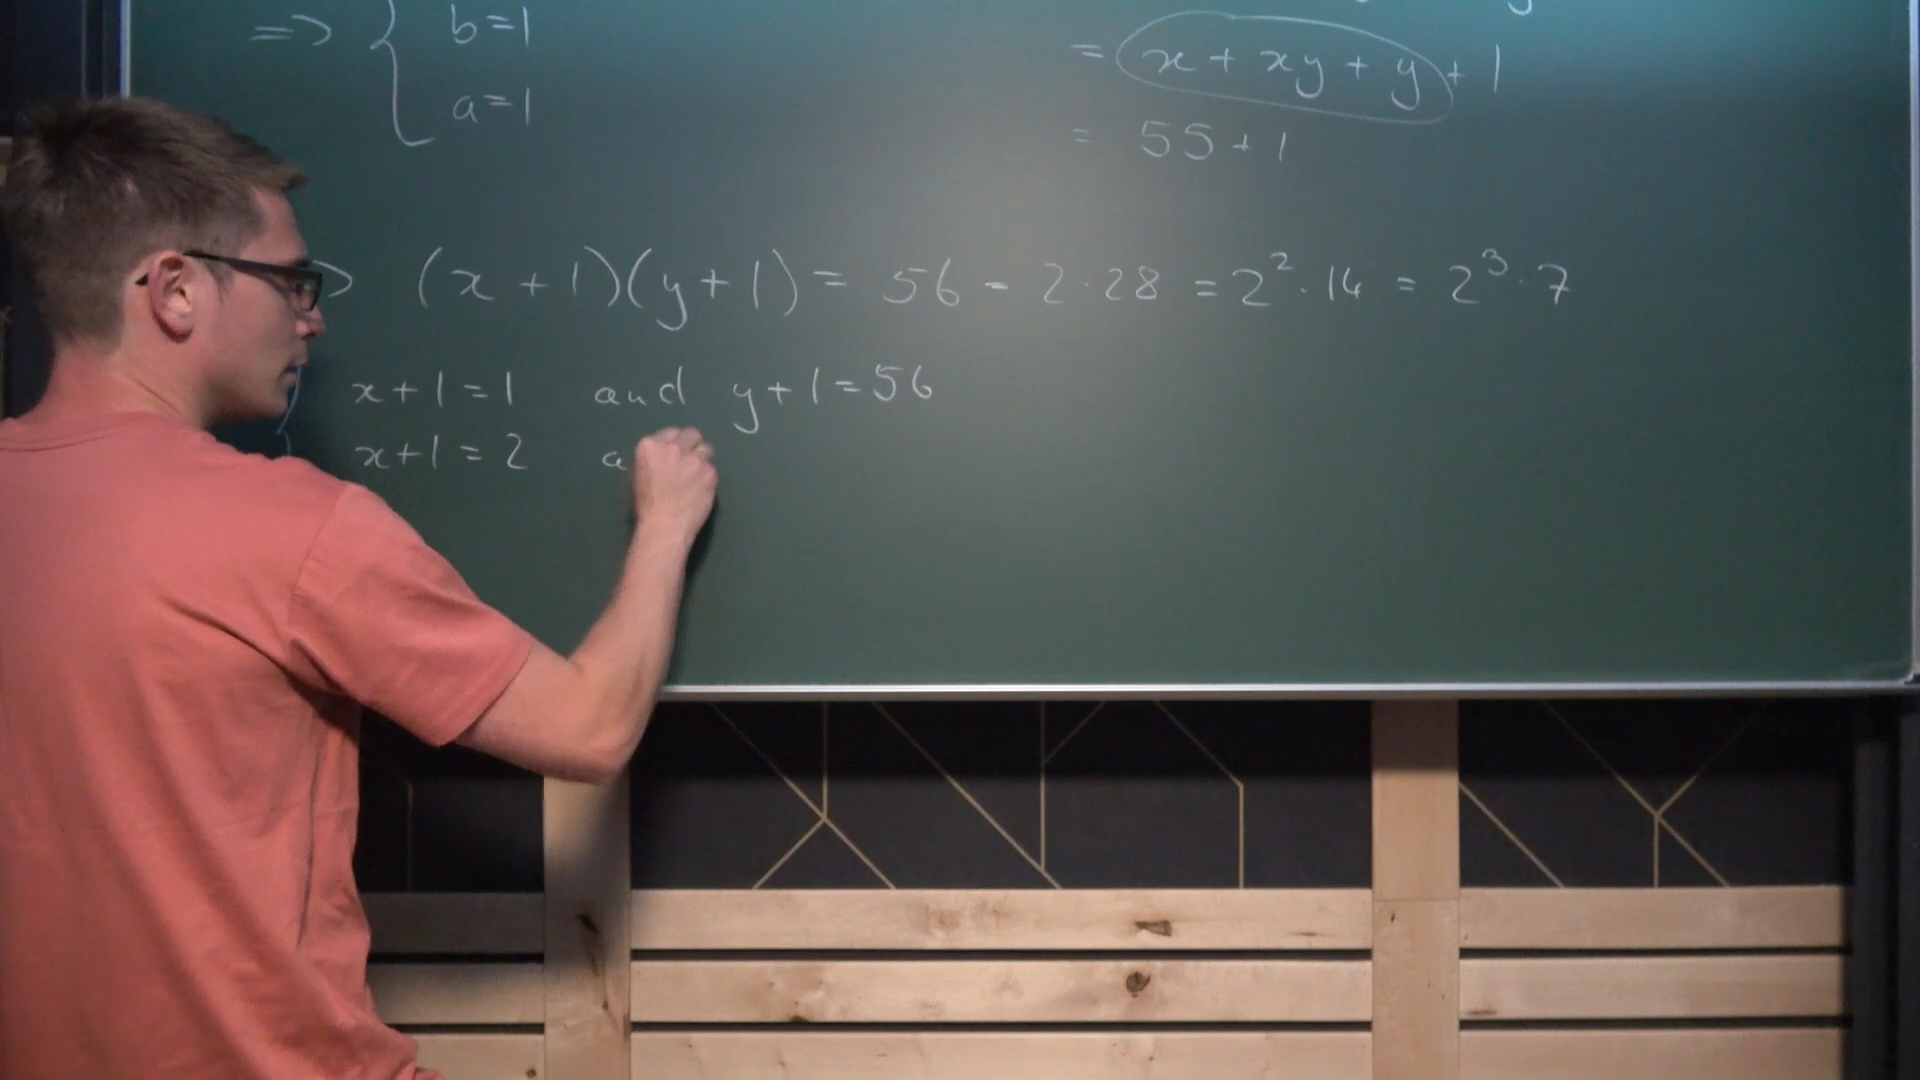 => { b=1
a=1
= x + xy + y + 1
= 55 + 1
> (x + 1)(y + 1) = 56 = 2·28 = 2²·14 = 2³·7
x+1=1 and y+1=56
x+1=2 a